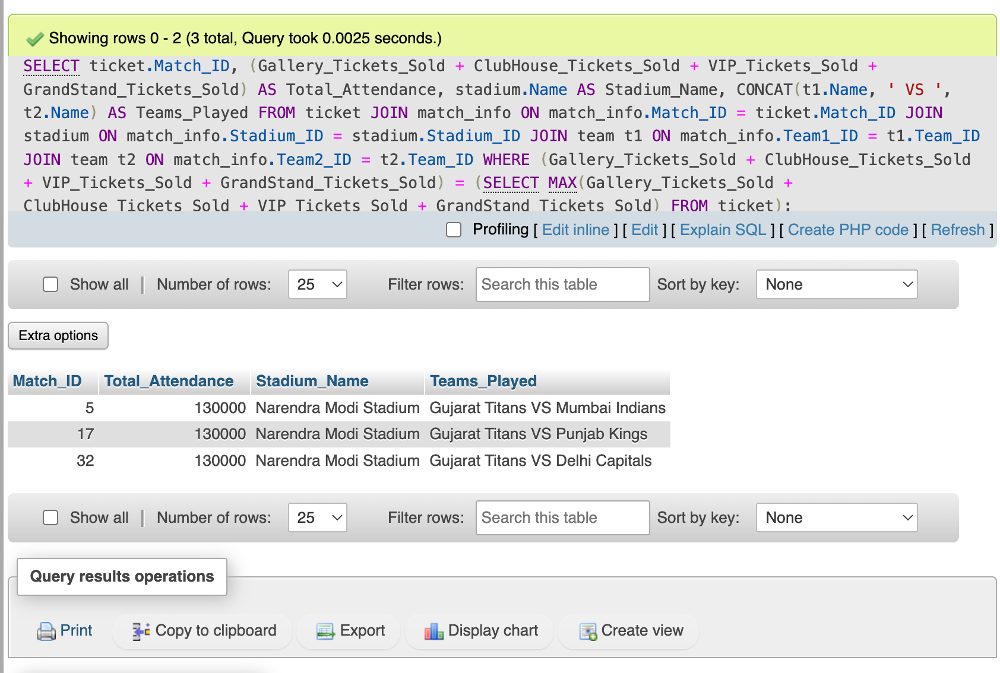 Showing rows 0 - 2 (3 total, Query took 0.0025 seconds.)
SELECT ticket.Match_ID, (Gallery_Tickets_Sold + ClubHouse_Tickets_Sold + VIP_Tickets_Sold +
GrandStand_Tickets_Sold) AS Total_Attendance, stadium.Name AS Stadium_Name, CONCAT(t1.Name, ' VS ',
t2.Name) AS Teams_Played FROM ticket JOIN match_info ON match_info.Match_ID = ticket.Match_ID JOIN
stadium ON match_info.Stadium_ID = stadium.Stadium_ID JOIN team t1 ON match_info.Team1_ID = t1.Team_ID
JOIN team t2 ON match_info.Team2_ID = t2.Team_ID WHERE (Gallery_Tickets_Sold + ClubHouse_Tickets_Sold
+ VIP_Tickets_Sold + GrandStand_Tickets_Sold) = (SELECT MAX(Gallery_Tickets_Sold +
ClubHouse_Tickets_Sold + VIP_Tickets_Sold + GrandStand_Tickets_Sold) FROM ticket);
Profiling [ Edit inline ] [ Edit ] [ Explain SQL ] [ Create PHP code ] [ Refresh ]
Show all | Number of rows: 25 Filter rows: Search this table Sort by key: None
Extra options
Match_ID Total_Attendance Stadium_Name Teams_Played
5 130000 Narendra Modi Stadium Gujarat Titans VS Mumbai Indians
17 130000 Narendra Modi Stadium Gujarat Titans VS Punjab Kings
32 130000 Narendra Modi Stadium Gujarat Titans VS Delhi Capitals
Show all | Number of rows: 25 Filter rows: Search this table Sort by key: None
Query results operations
Print Copy to clipboard Export Display chart Create view